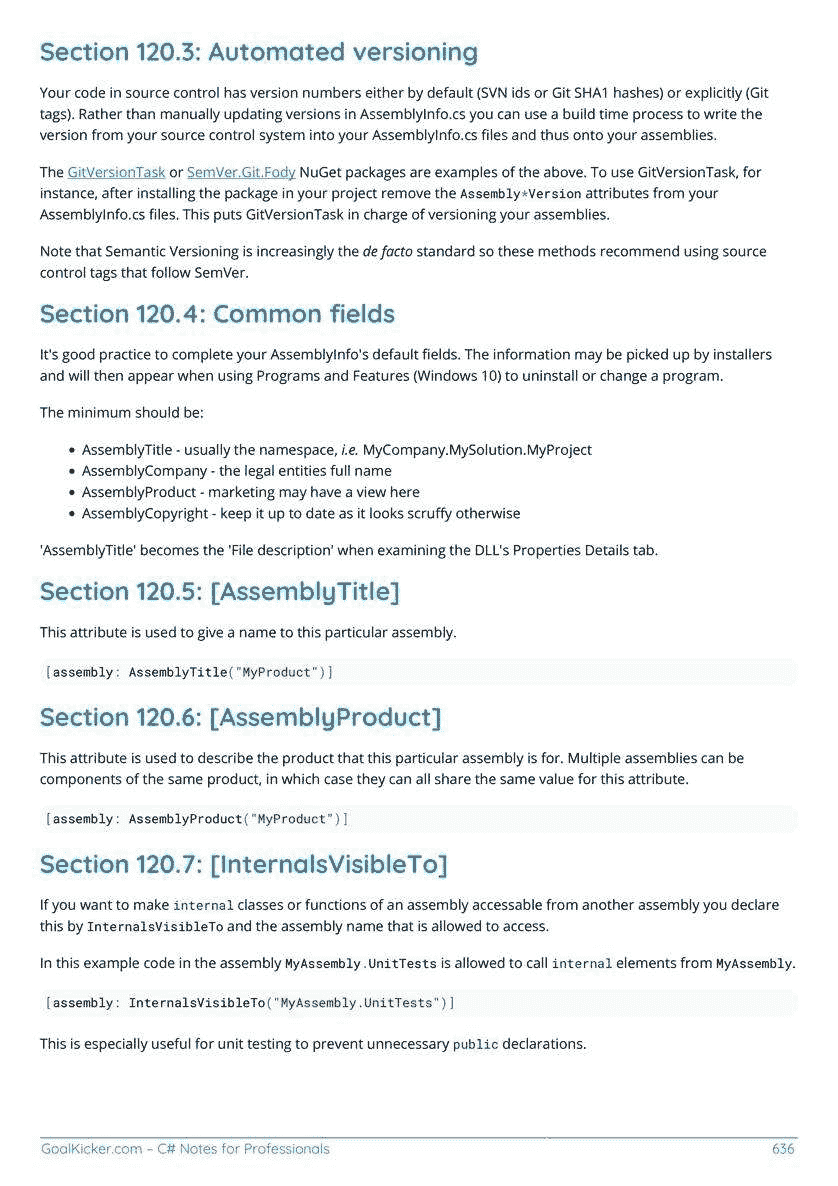 Section 120.3: Automated versioning
Your code in source control has version numbers either by default (SVN ids or Git SHA1 hashes) or explicitly (Git
tags). Rather than manually updating versions in AssemblyInfo.cs you can use a build time process to write the
version from your source control system into your AssemblyInfo.cs files and thus onto your assemblies.
The GitVersionTask or SemVer.Git.Fody NuGet packages are examples of the above. To use GitVersionTask, for
instance, after installing the package in your project remove the Assembly*Version attributes from your
AssemblyInfo.cs files. This puts GitVersionTask in charge of versioning your assemblies.
Note that Semantic Versioning is increasingly the de facto standard so these methods recommend using source
control tags that follow SemVer.
Section 120.4: Common fields
It's good practice to complete your AssemblyInfo's default fields. The information may be picked up by installers
and will then appear when using Programs and Features (Windows 10) to uninstall or change a program.
The minimum should be:
• AssemblyTitle - usually the namespace, i.e. MyCompany.MySolution.MyProject
• AssemblyCompany - the legal entities full name
• AssemblyProduct - marketing may have a view here
• AssemblyCopyright - keep it up to date as it looks scruffy otherwise
'AssemblyTitle' becomes the 'File description' when examining the DLL's Properties Details tab.
Section 120.5: [AssemblyTitle]
This attribute is used to give a name to this particular assembly.
[assembly: AssemblyTitle("MyProduct")]
Section 120.6: [AssemblyProduct]
This attribute is used to describe the product that this particular assembly is for. Multiple assemblies can be
components of the same product, in which case they can all share the same value for this attribute.
[assembly: AssemblyProduct("MyProduct")]
Section 120.7: [InternalsVisibleTo]
If you want to make internal classes or functions of an assembly accessable from another assembly you declare
this by InternalsVisibleTo and the assembly name that is allowed to access.
In this example code in the assembly MyAssembly.UnitTests is allowed to call internal elements from MyAssembly.
[assembly: InternalsVisibleTo("MyAssembly.UnitTests")]
This is especially useful for unit testing to prevent unnecessary public declarations.
GoalKicker.com – C# Notes for Professionals 636